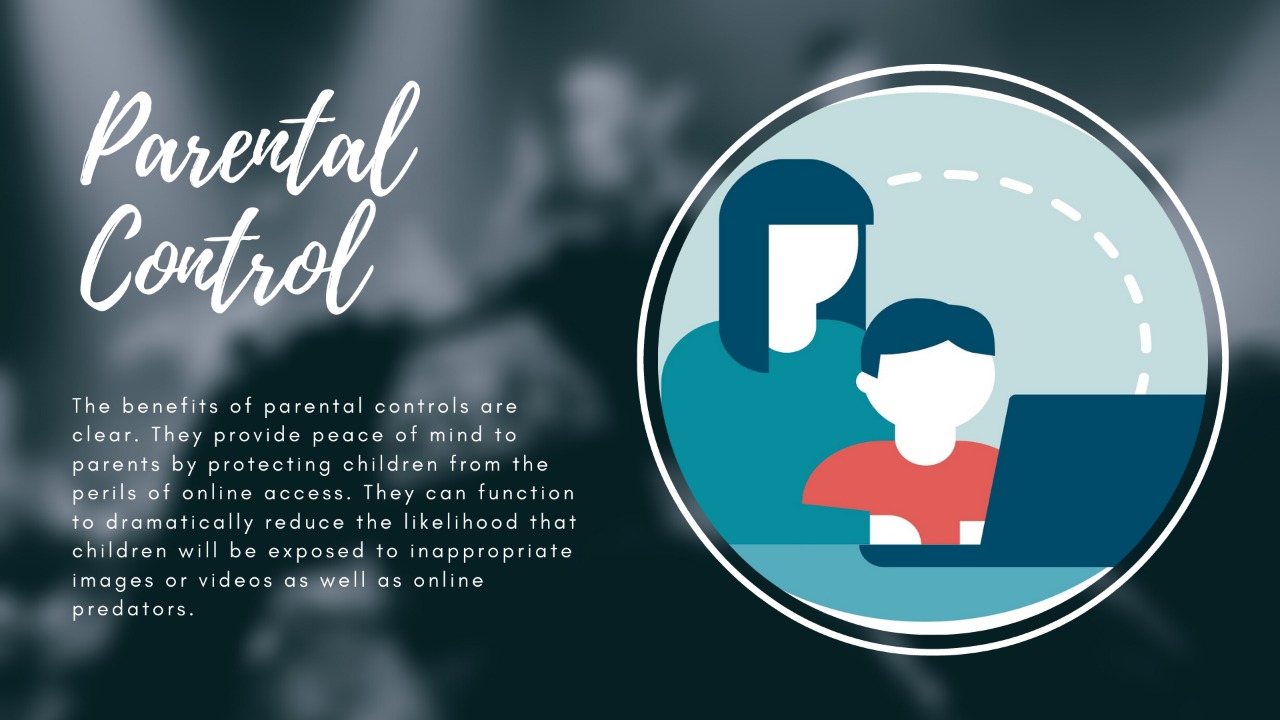 Parental
Control
The benefits of parental controls are
clear. They provide peace of mind to
parents by protecting children from the
perils of online access. They can function
to dramatically reduce the likelihood that
children will be exposed to inappropriate
images or videos as well as online
predators.